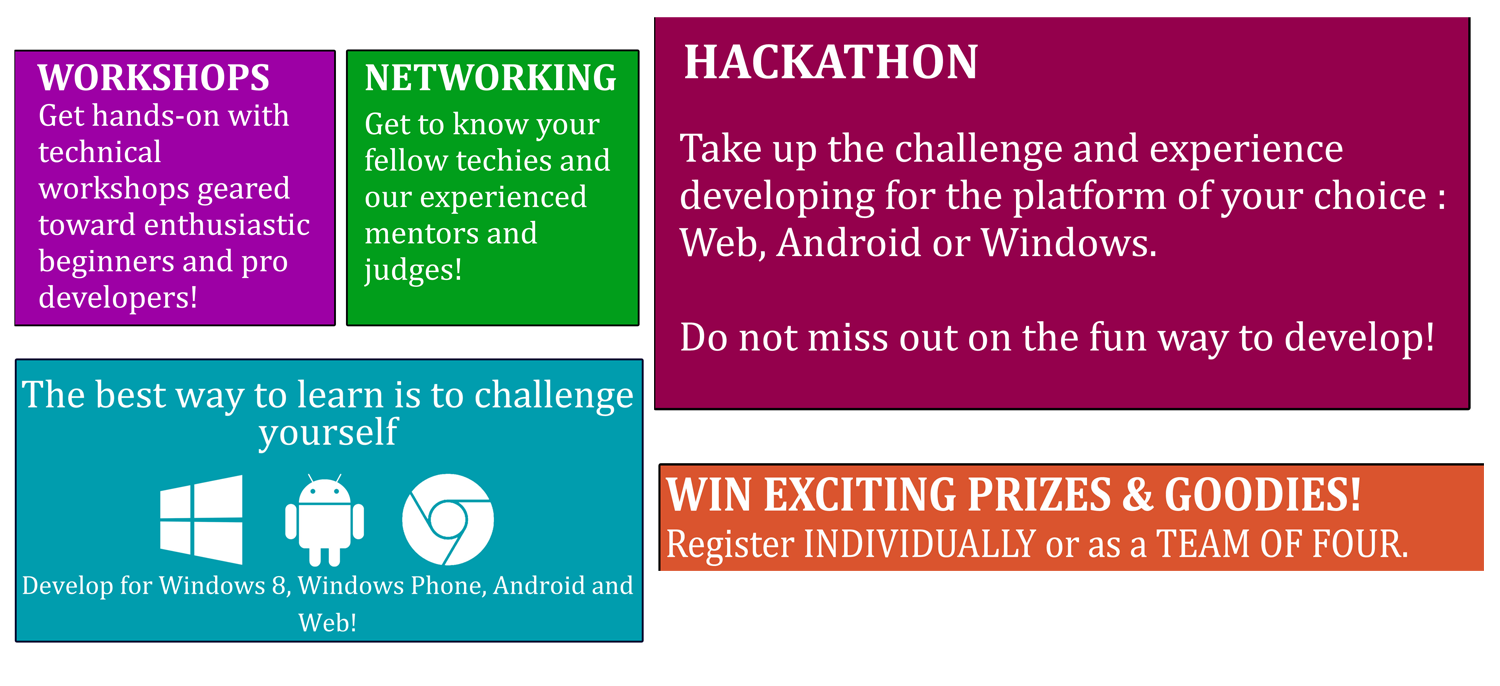 WORKSHOPS
Get hands-on with
technical
workshops geared
toward enthusiastic
beginners and pro
developers!
NETWORKING
Get to know your
fellow techies and
our experienced
mentors and
judges!
HACKATHON
Take up the challenge and experience
developing for the platform of your choice :
Web, Android or Windows.
Do not miss out on the fun way to develop!
The best way to learn is to challenge
yourself
Develop for Windows 8, Windows Phone, Android and
Web!
WIN EXCITING PRIZES & GOODIES!
Register INDIVIDUALLY or as a TEAM OF FOUR.